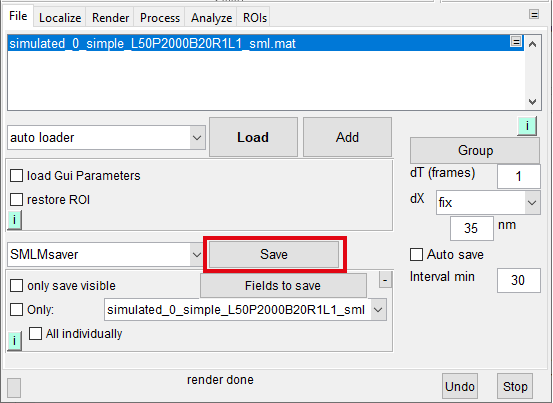 File Localize Render Process Analyze ROIs
simulated_0_simple_L50P2000B20R1L1_sml.mat
i
auto loader Load Add
Group
load Gui Parameters
dT (frames) 1
restore ROI
dX fix
i
35 nm
SMLMsaver Save
Auto save
only save visible Fields to save -
Interval min 30
Only: simulated_0_simple_L50P2000B20R1L1_sml
i All individually
render done
Undo Stop